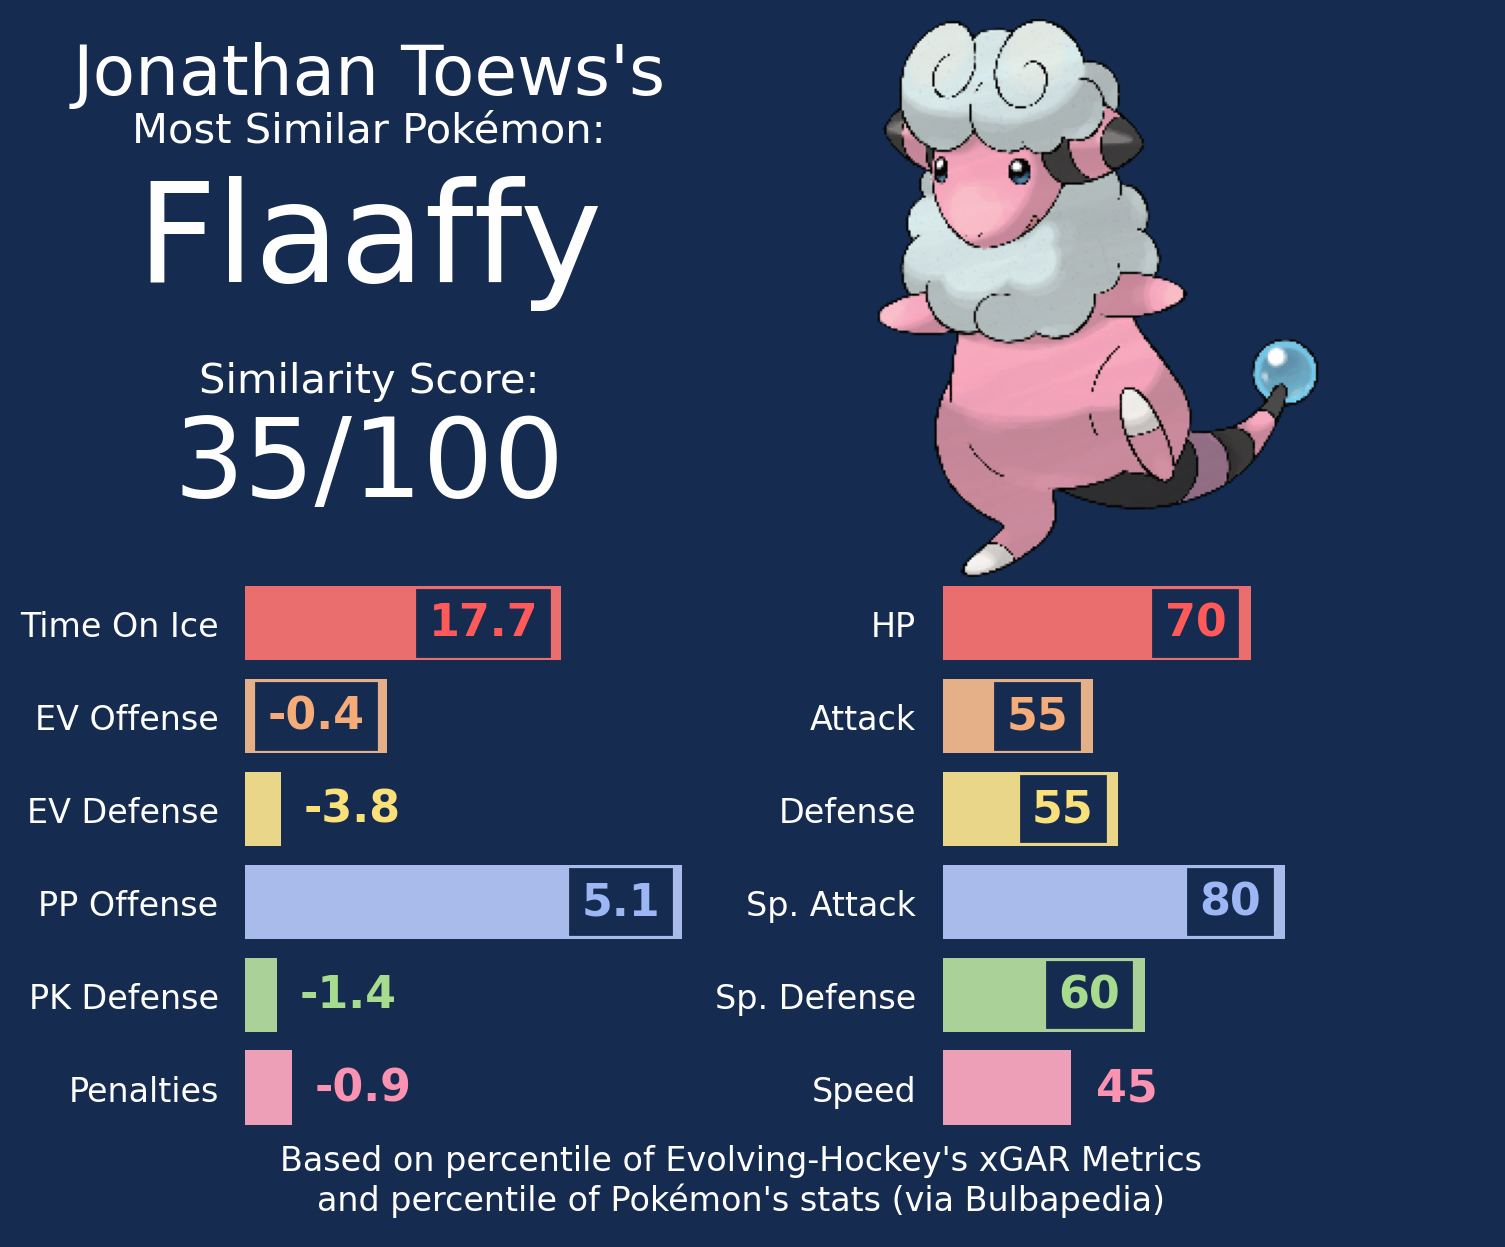 Jonathan Toews's
Most Similar Pokémon:
Flaaffy
Similarity Score:
35/100
Time On Ice 17.7
EV Offense -0.4
EV Defense -3.8
PP Offense 5.1
PK Defense -1.4
Penalties -0.9
HP 70
Attack 55
Defense 55
Sp. Attack 80
Sp. Defense 60
Speed 45
Based on percentile of Evolving-Hockey's xGAR Metrics
and percentile of Pokémon's stats (via Bulbapedia)